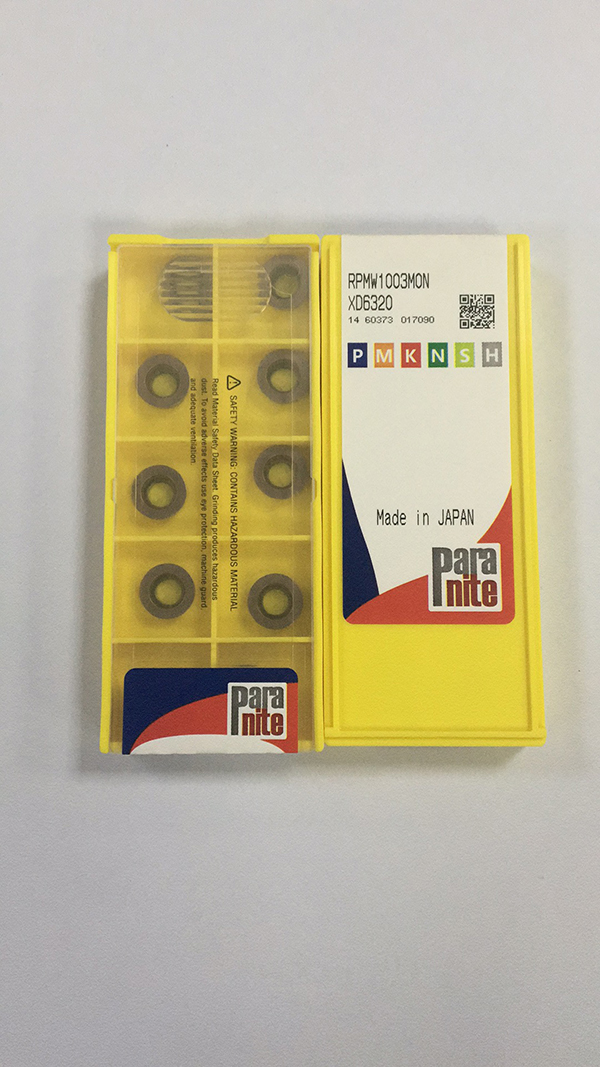 ⚠ SAFETY WARNING: CONTAINS HAZARDOUS MATERIAL
Read Material Safety Data Sheet. Grinding produces hazardous
dust. To avoid adverse effects use eye protection, machine guard
and adequate ventilation.
Para
nite
RPMW1003MON
XD6320
14 60373 017090
P M K N S H
Made in JAPAN
Para
nite